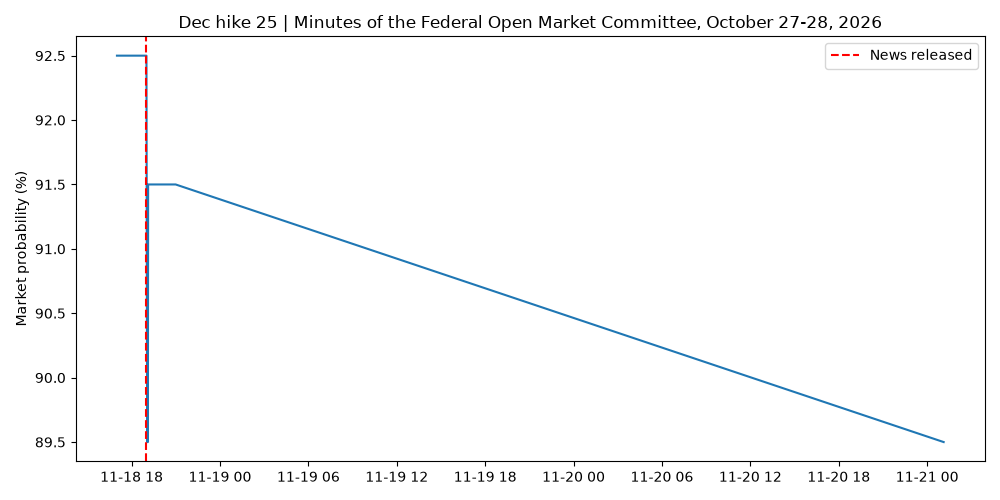 Dec hike 25 | Minutes of the Federal Open Market Committee, October 27-28, 2026
News released
Market probability (%)
92.5
92.0
91.5
91.0
90.5
90.0
89.5
11-18 18 11-19 00 11-19 06 11-19 12 11-19 18 11-20 00 11-20 06 11-20 12 11-20 18 11-21 00